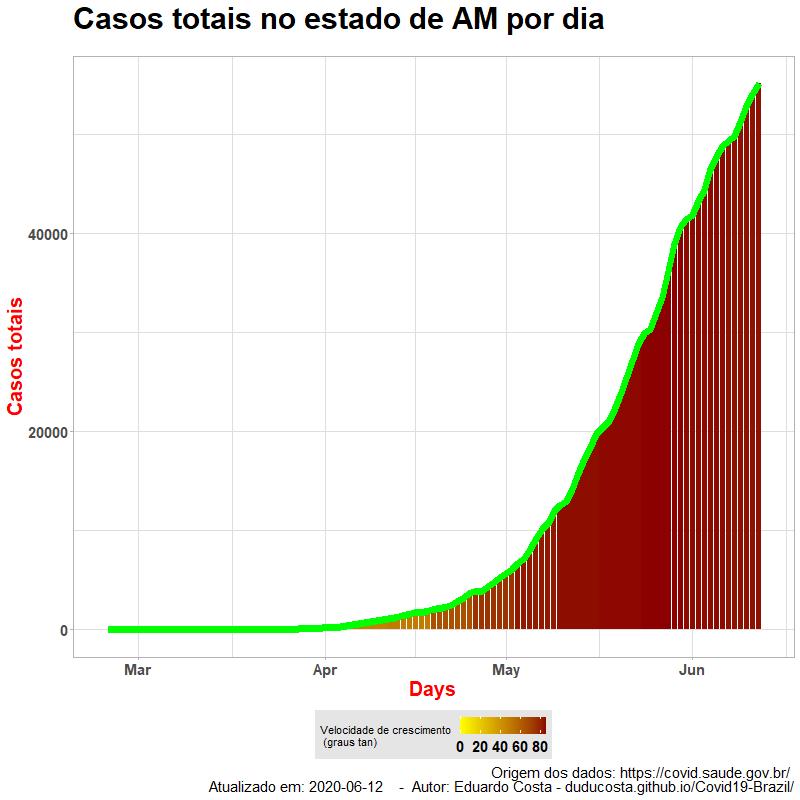 Casos totais no estado de AM por dia
Casos totais
40000
20000
0
Mar Apr May Jun
Days
Velocidade de crescimento
(graus tan)
0 20 40 60 80
Origem dos dados: https://covid.saude.gov.br/
Atualizado em: 2020-06-12 - Autor: Eduardo Costa - duducosta.github.io/Covid19-Brazil/